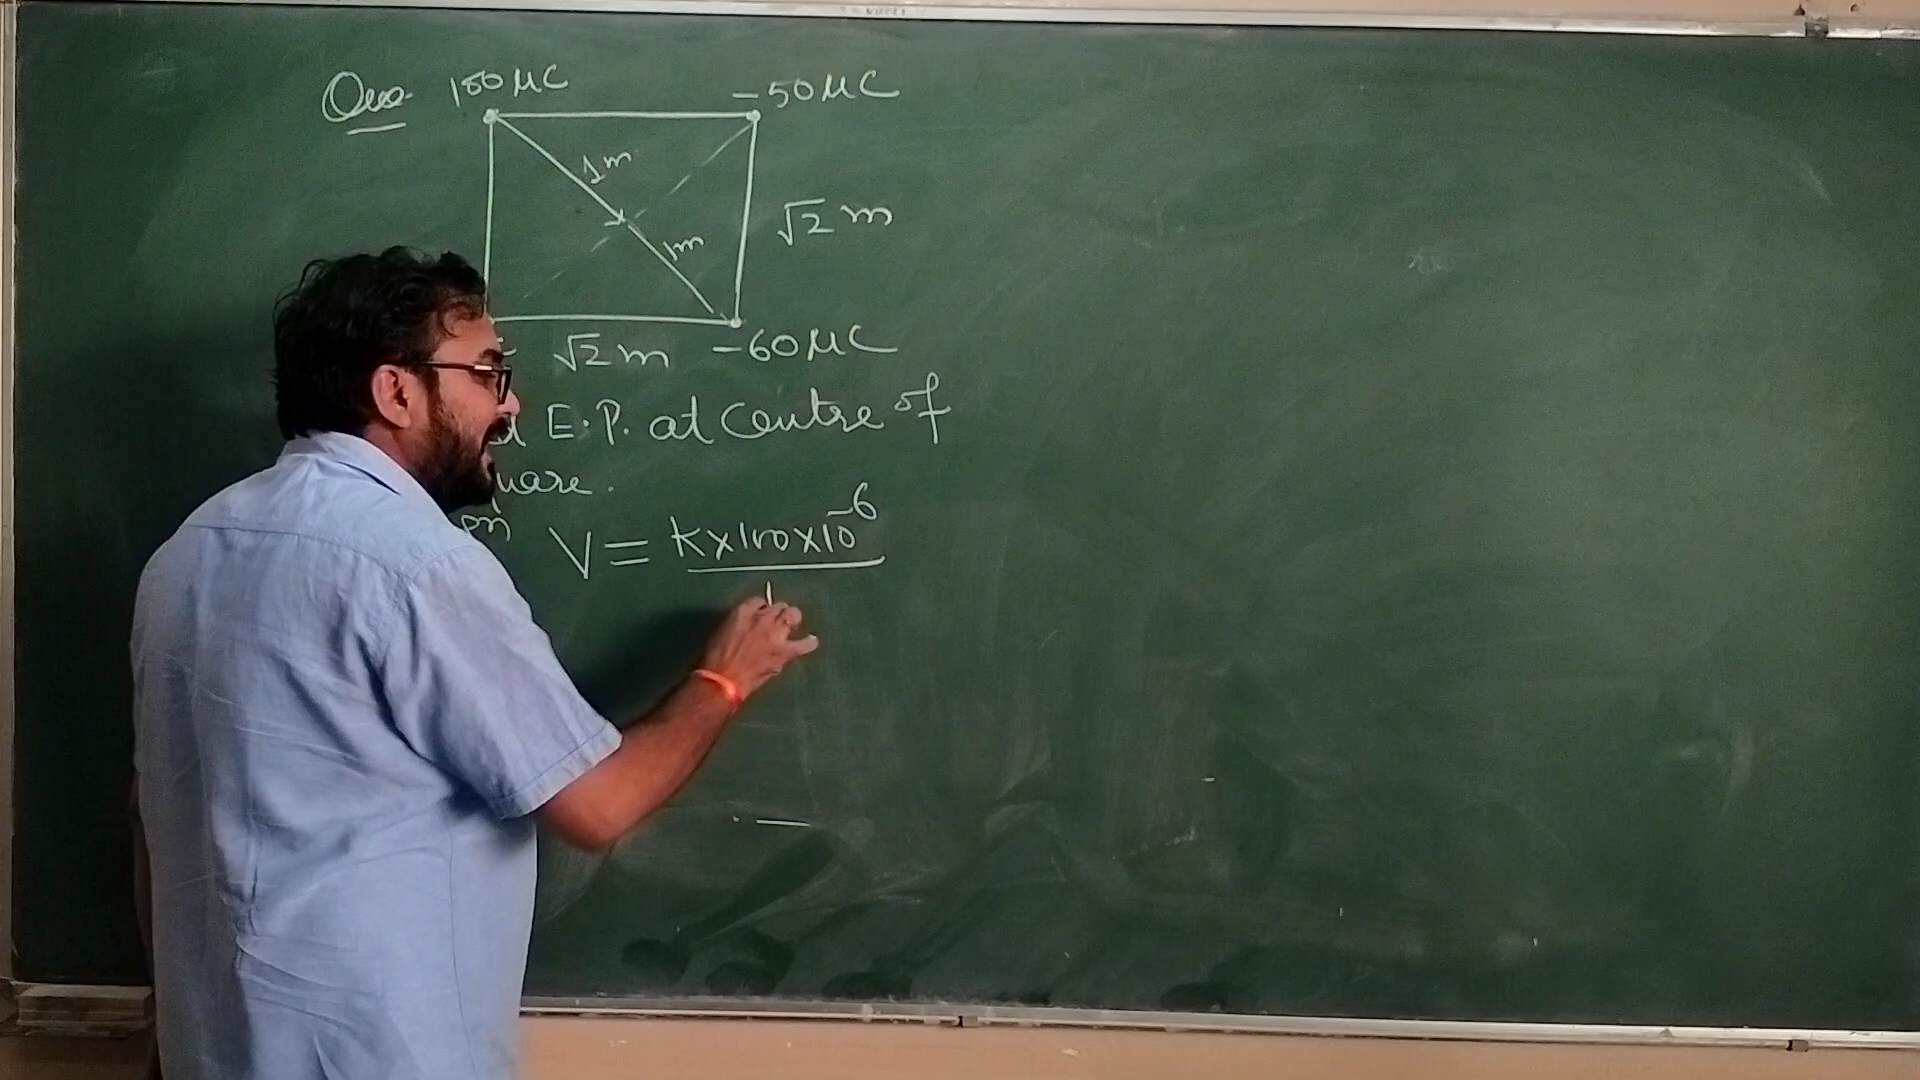 Que. 100 µC
-50 µC
1m
1m
√2 m
√2 m
-60 µC
E.P. at Centre of
V = K×100×10⁻⁶
1